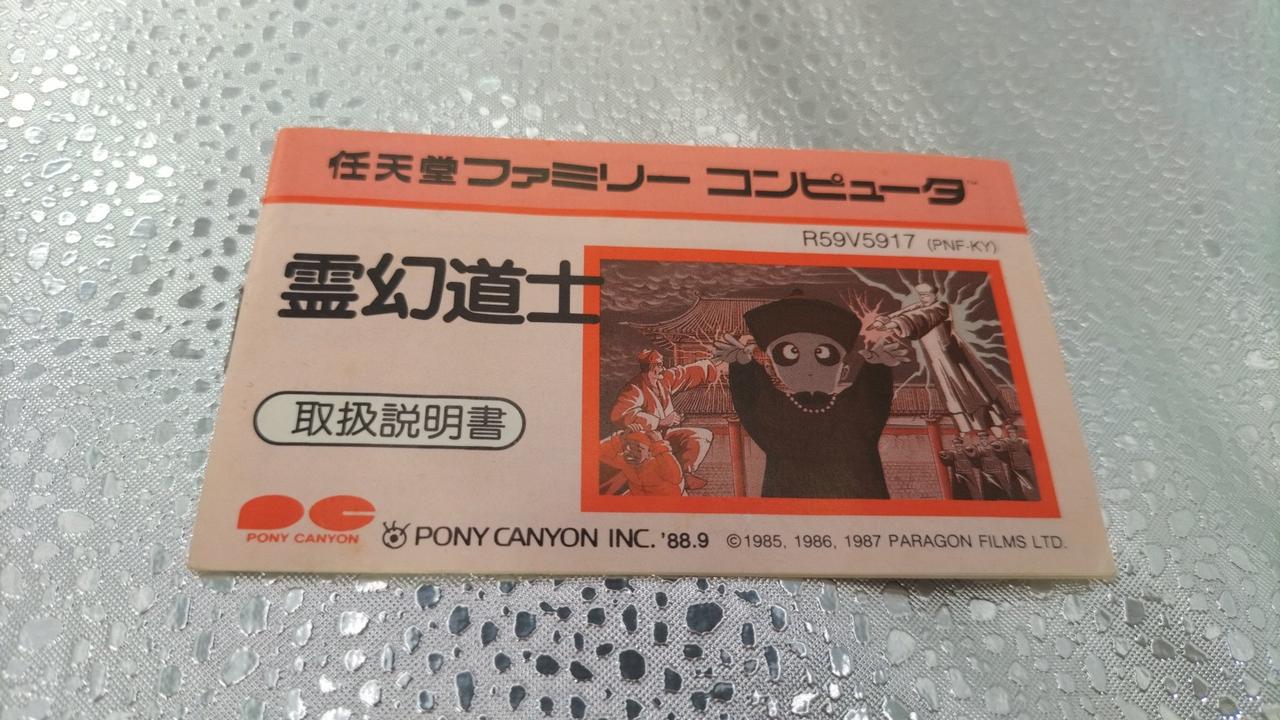 任天堂ファミリー コンピュータ™
R59V5917 (PNF-KY)
霊幻道士
取扱説明書
PONY CANYON
PONY CANYON INC. '88.9 ©1985, 1986, 1987 PARAGON FILMS LTD.